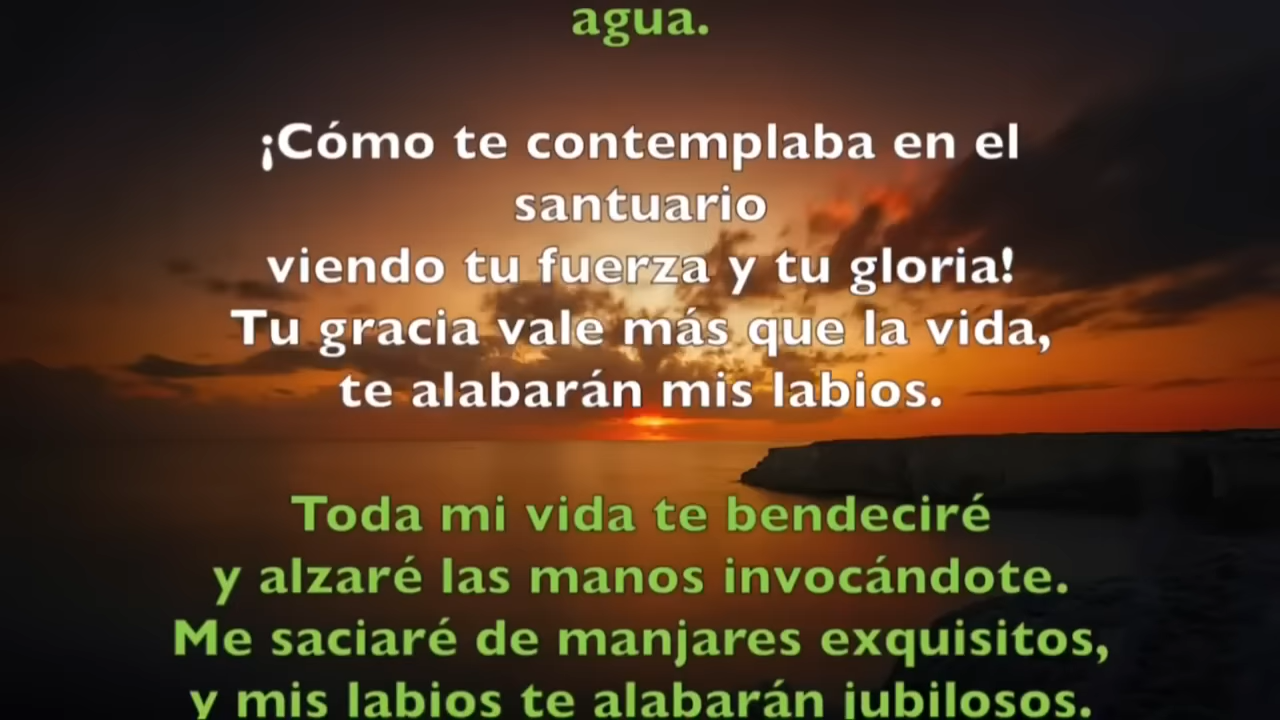 agua.
¡Cómo te contemplaba en el
santuario
viendo tu fuerza y tu gloria!
Tu gracia vale más que la vida,
te alabarán mis labios.
Toda mi vida te bendeciré
y alzaré las manos invocándote.
Me saciaré de manjares exquisitos,
y mis labios te alabarán jubilosos.